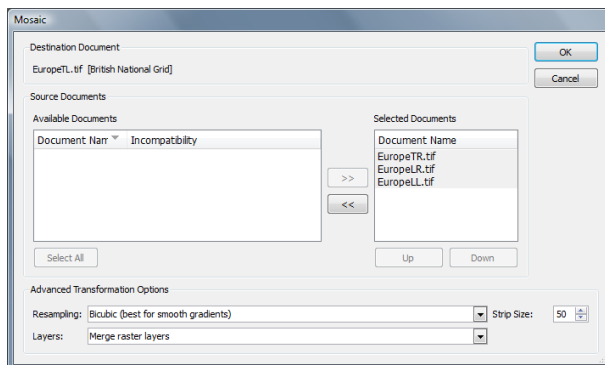 Mosaic
Destination Document
EuropeTL.tif [British National Grid]
OK
Cancel
Source Documents
Available Documents
Document Nam Incompatibility
>>
<<
Select All
Selected Documents
Document Name
EuropeTR.tif
EuropeLR.tif
EuropeLL.tif
Up Down
Advanced Transformation Options
Resampling: Bicubic (best for smooth gradients) Strip Size: 50
Layers: Merge raster layers